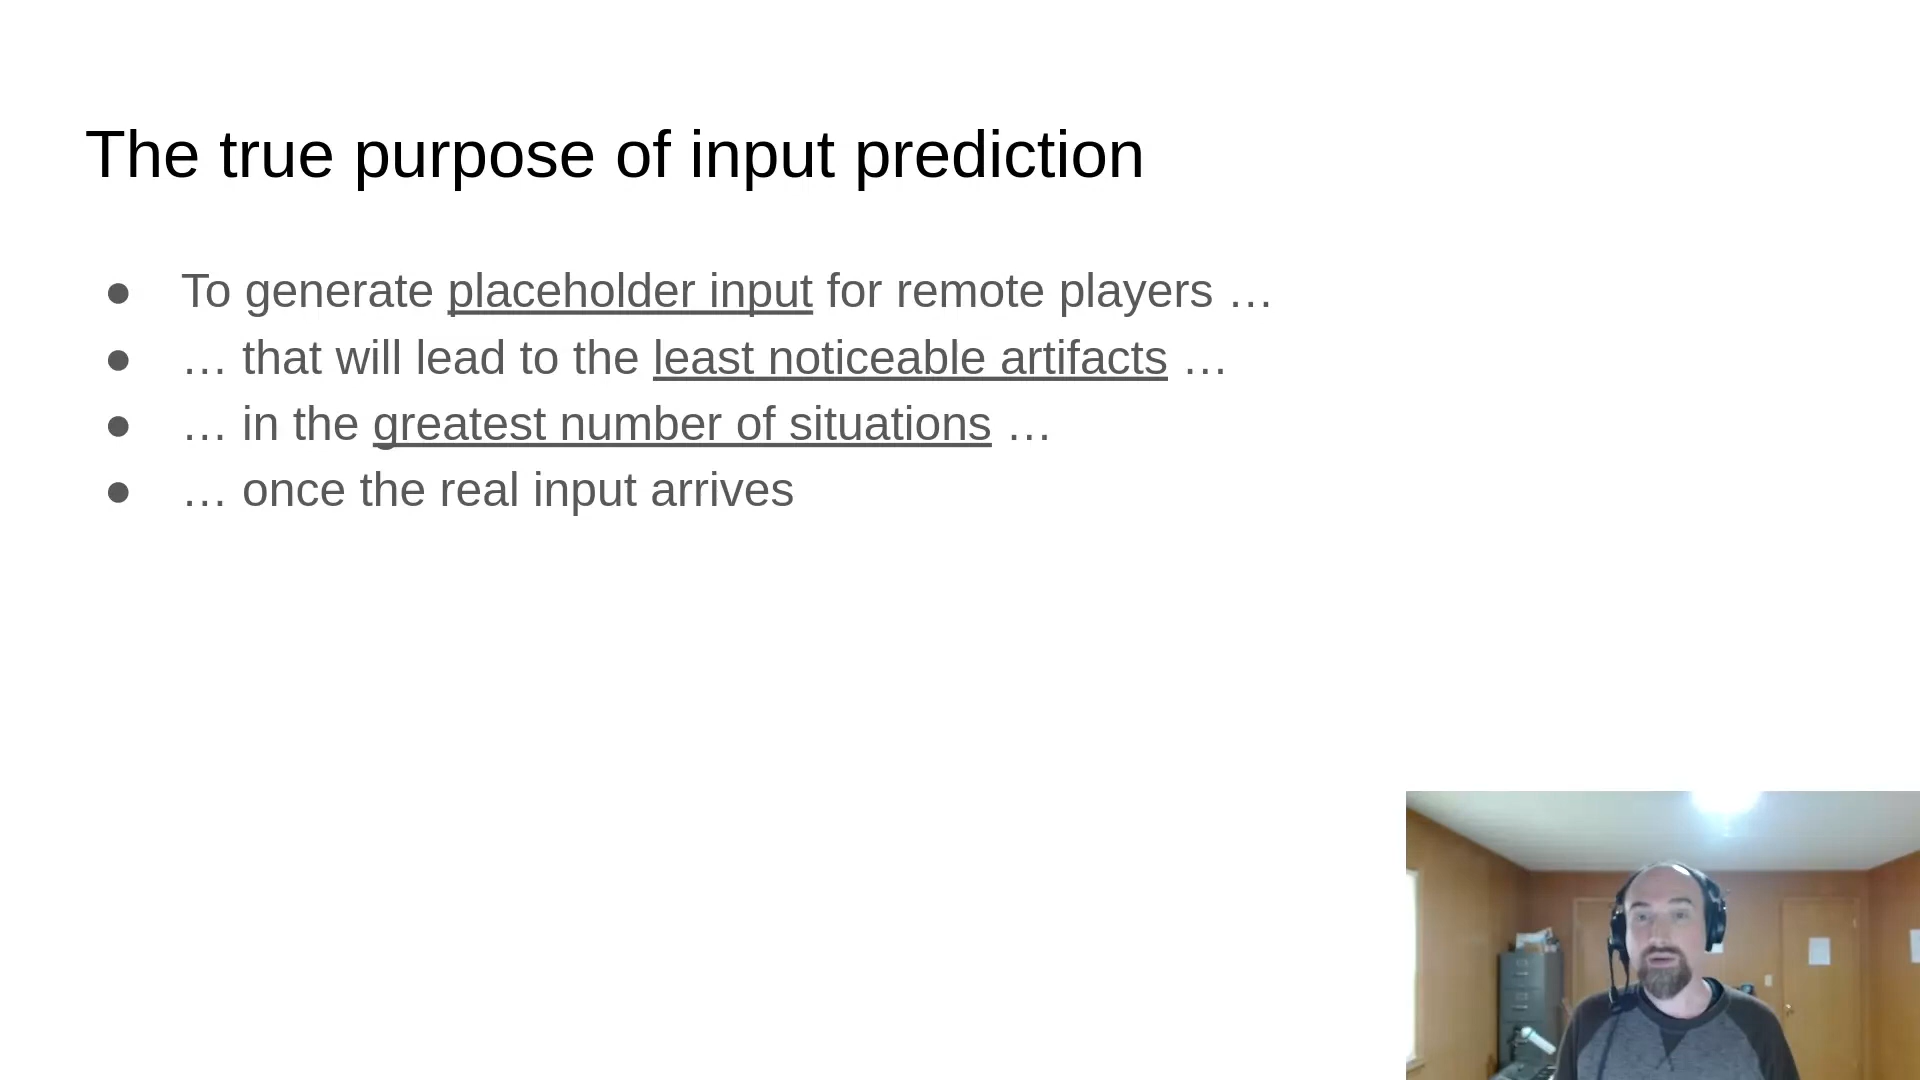 The true purpose of input prediction
● To generate placeholder input for remote players …
● … that will lead to the least noticeable artifacts …
● … in the greatest number of situations …
● … once the real input arrives